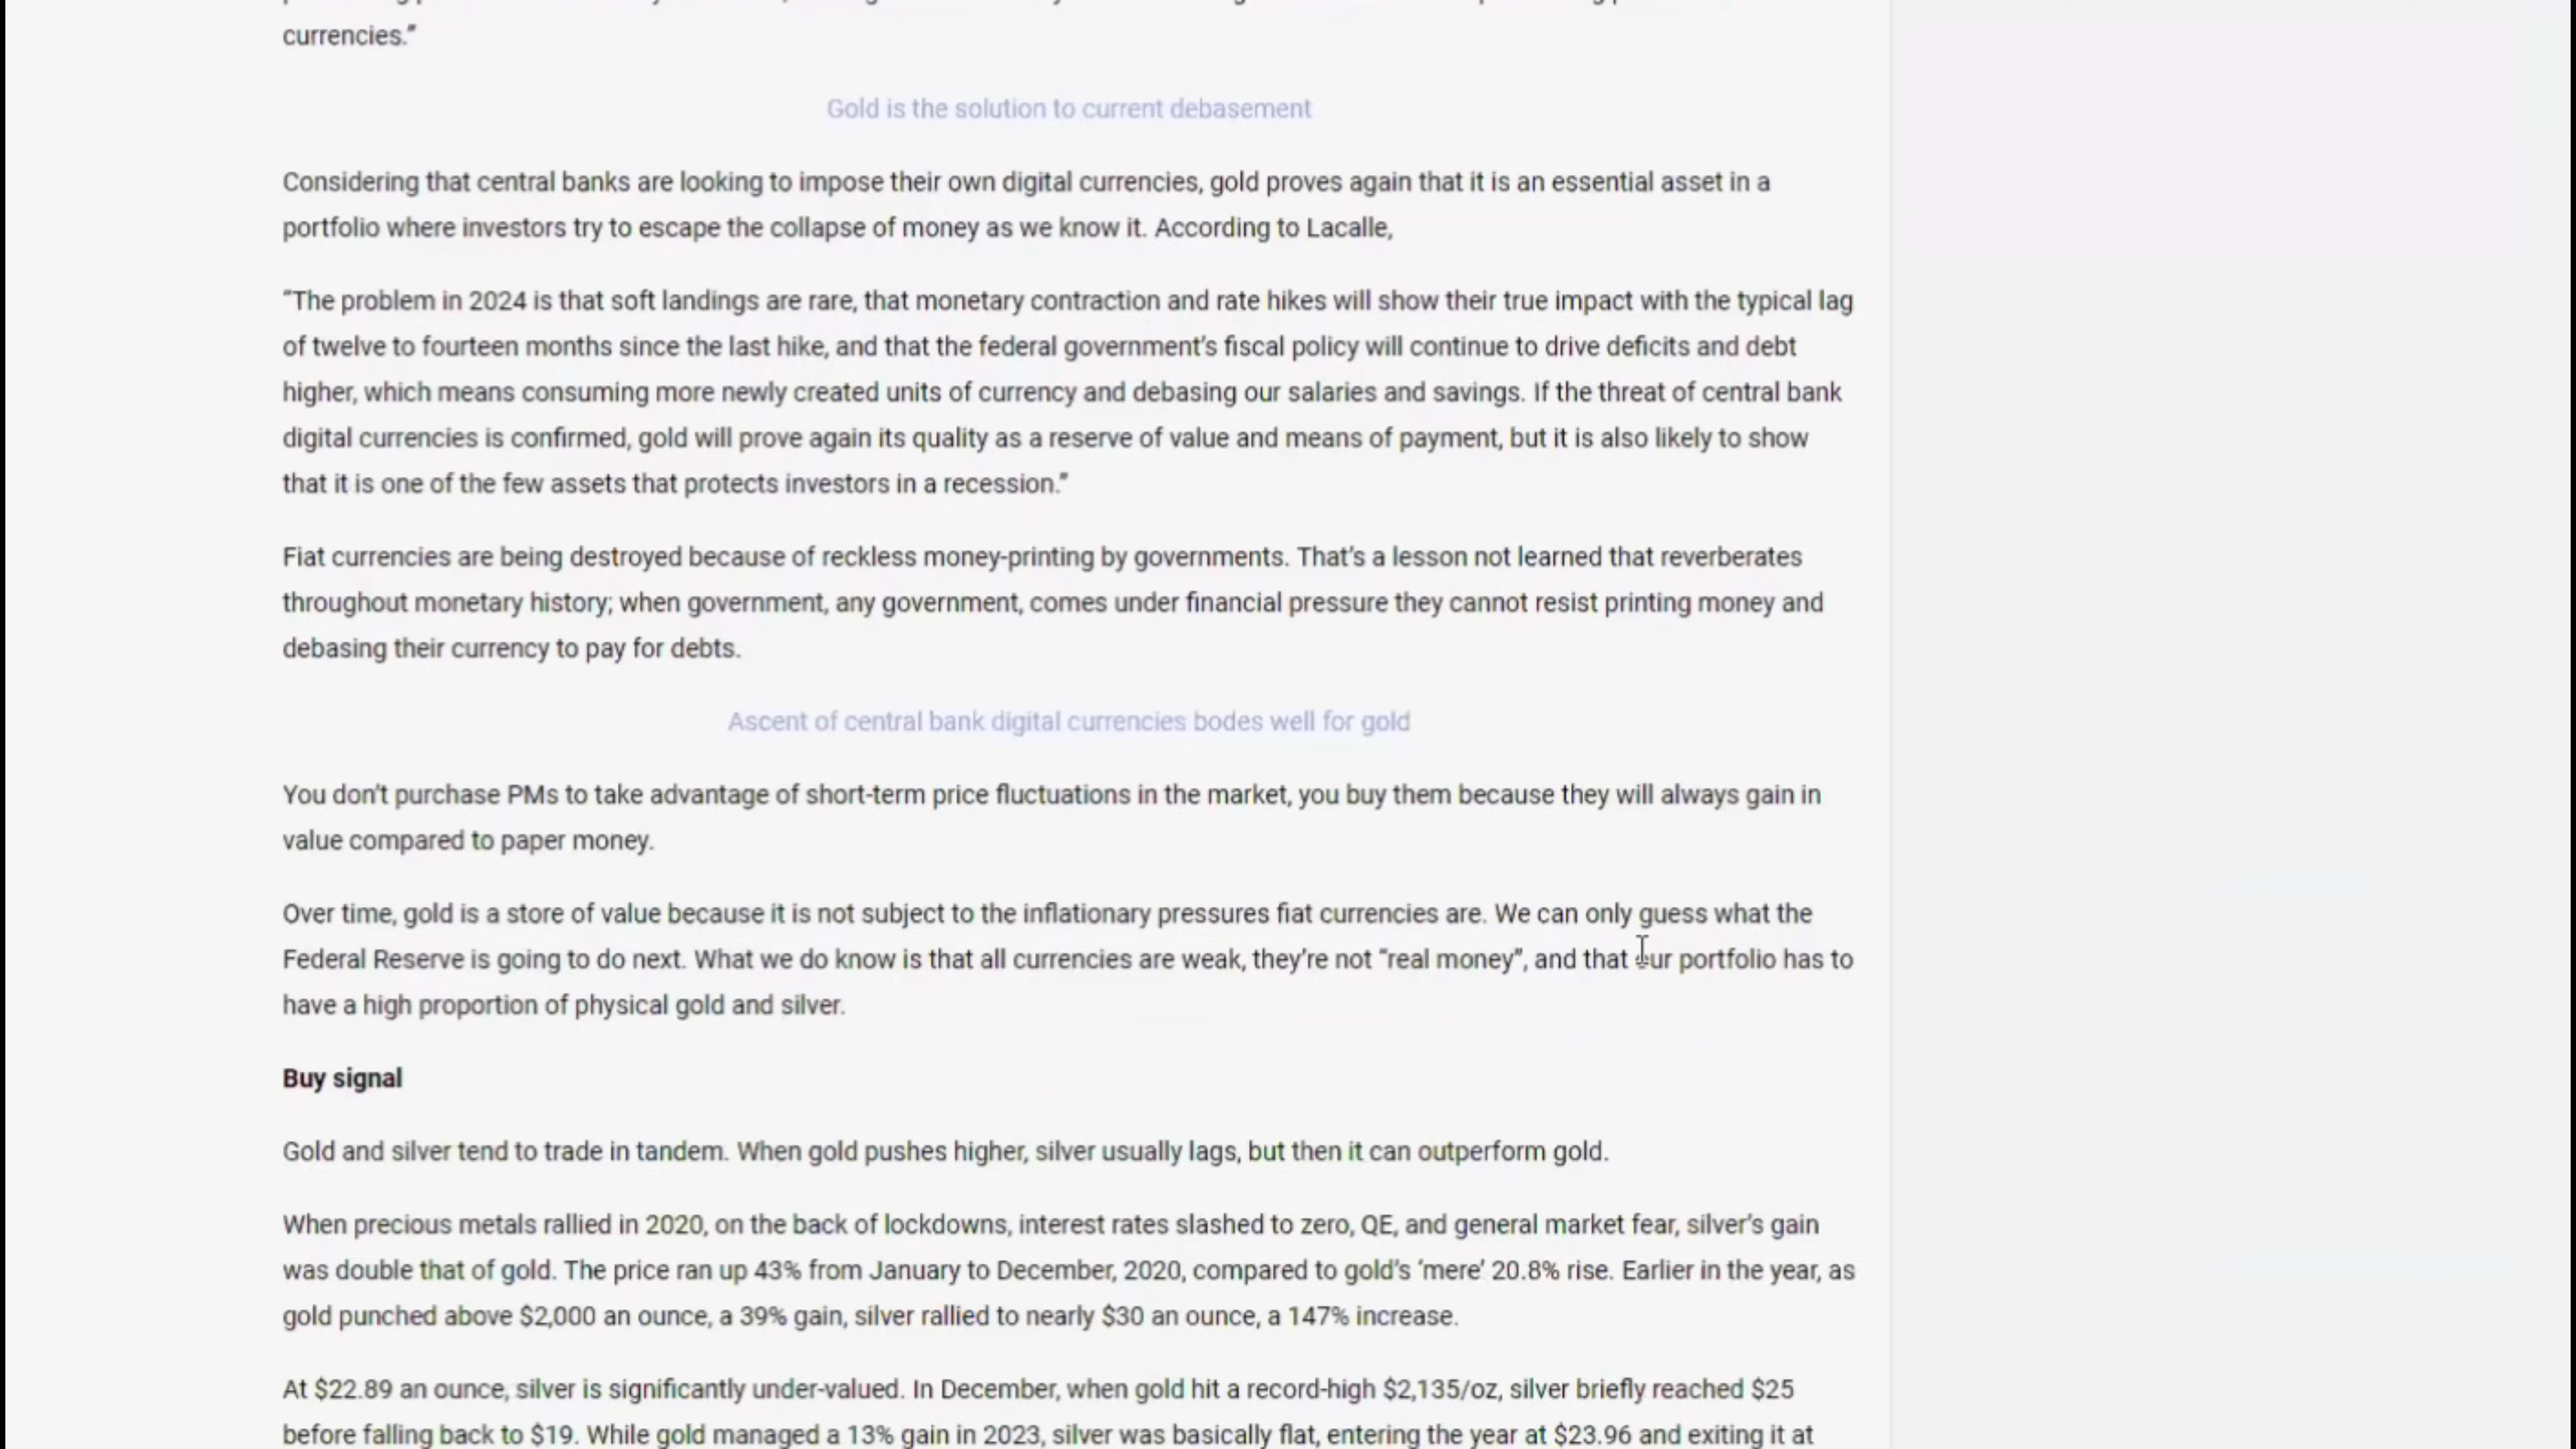 currencies.”
Gold is the solution to current debasement
Considering that central banks are looking to impose their own digital currencies, gold proves again that it is an essential asset in a
portfolio where investors try to escape the collapse of money as we know it. According to Lacalle,
“The problem in 2024 is that soft landings are rare, that monetary contraction and rate hikes will show their true impact with the typical lag
of twelve to fourteen months since the last hike, and that the federal government’s fiscal policy will continue to drive deficits and debt
higher, which means consuming more newly created units of currency and debasing our salaries and savings. If the threat of central bank
digital currencies is confirmed, gold will prove again its quality as a reserve of value and means of payment, but it is also likely to show
that it is one of the few assets that protects investors in a recession.”
Fiat currencies are being destroyed because of reckless money-printing by governments. That’s a lesson not learned that reverberates
throughout monetary history; when government, any government, comes under financial pressure they cannot resist printing money and
debasing their currency to pay for debts.
Ascent of central bank digital currencies bodes well for gold
You don’t purchase PMs to take advantage of short-term price fluctuations in the market, you buy them because they will always gain in
value compared to paper money.
Over time, gold is a store of value because it is not subject to the inflationary pressures fiat currencies are. We can only guess what the
Federal Reserve is going to do next. What we do know is that all currencies are weak, they’re not “real money”, and that our portfolio has to
have a high proportion of physical gold and silver.
Buy signal
Gold and silver tend to trade in tandem. When gold pushes higher, silver usually lags, but then it can outperform gold.
When precious metals rallied in 2020, on the back of lockdowns, interest rates slashed to zero, QE, and general market fear, silver’s gain
was double that of gold. The price ran up 43% from January to December, 2020, compared to gold’s ‘mere’ 20.8% rise. Earlier in the year, as
gold punched above $2,000 an ounce, a 39% gain, silver rallied to nearly $30 an ounce, a 147% increase.
At $22.89 an ounce, silver is significantly under-valued. In December, when gold hit a record-high $2,135/oz, silver briefly reached $25
before falling back to $19. While gold managed a 13% gain in 2023, silver was basically flat, entering the year at $23.96 and exiting it at